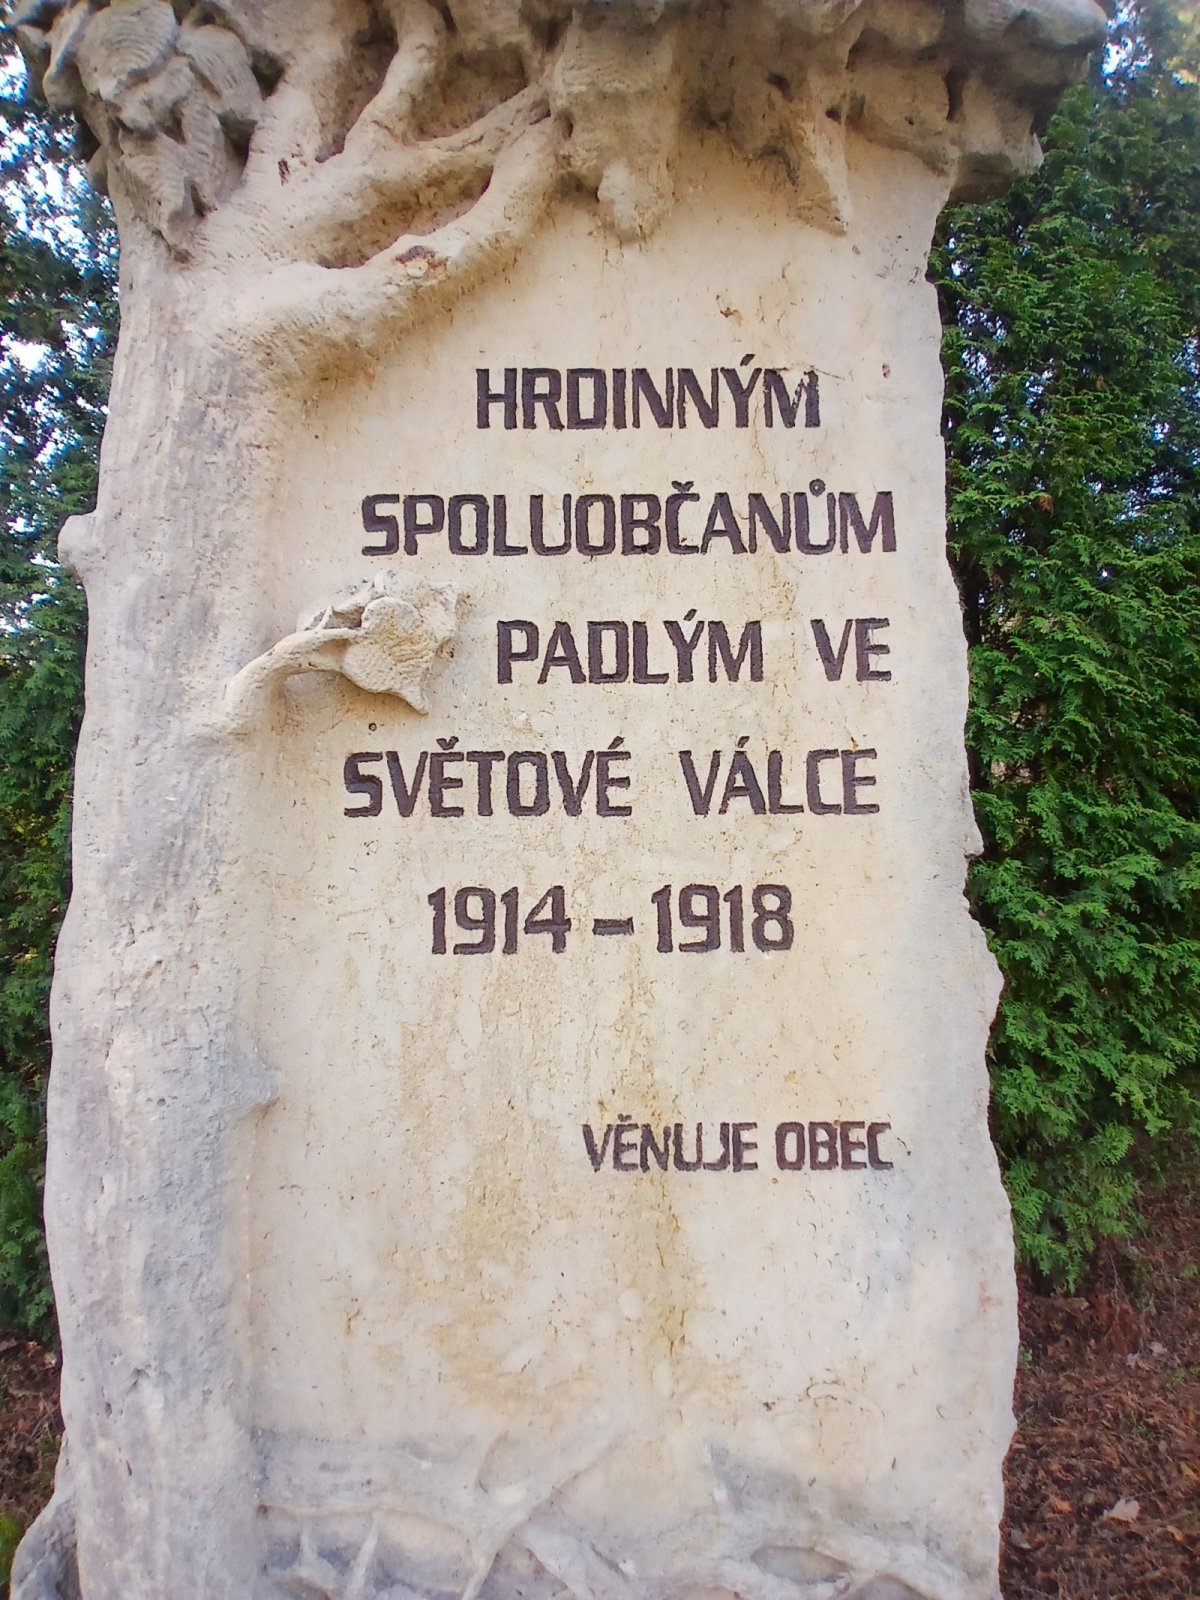 HRDINNÝM
SPOLUOBČANŮM
PADLÝM VE
SVĚTOVÉ VÁLCE
1914 – 1918
VĚNUJE OBEC